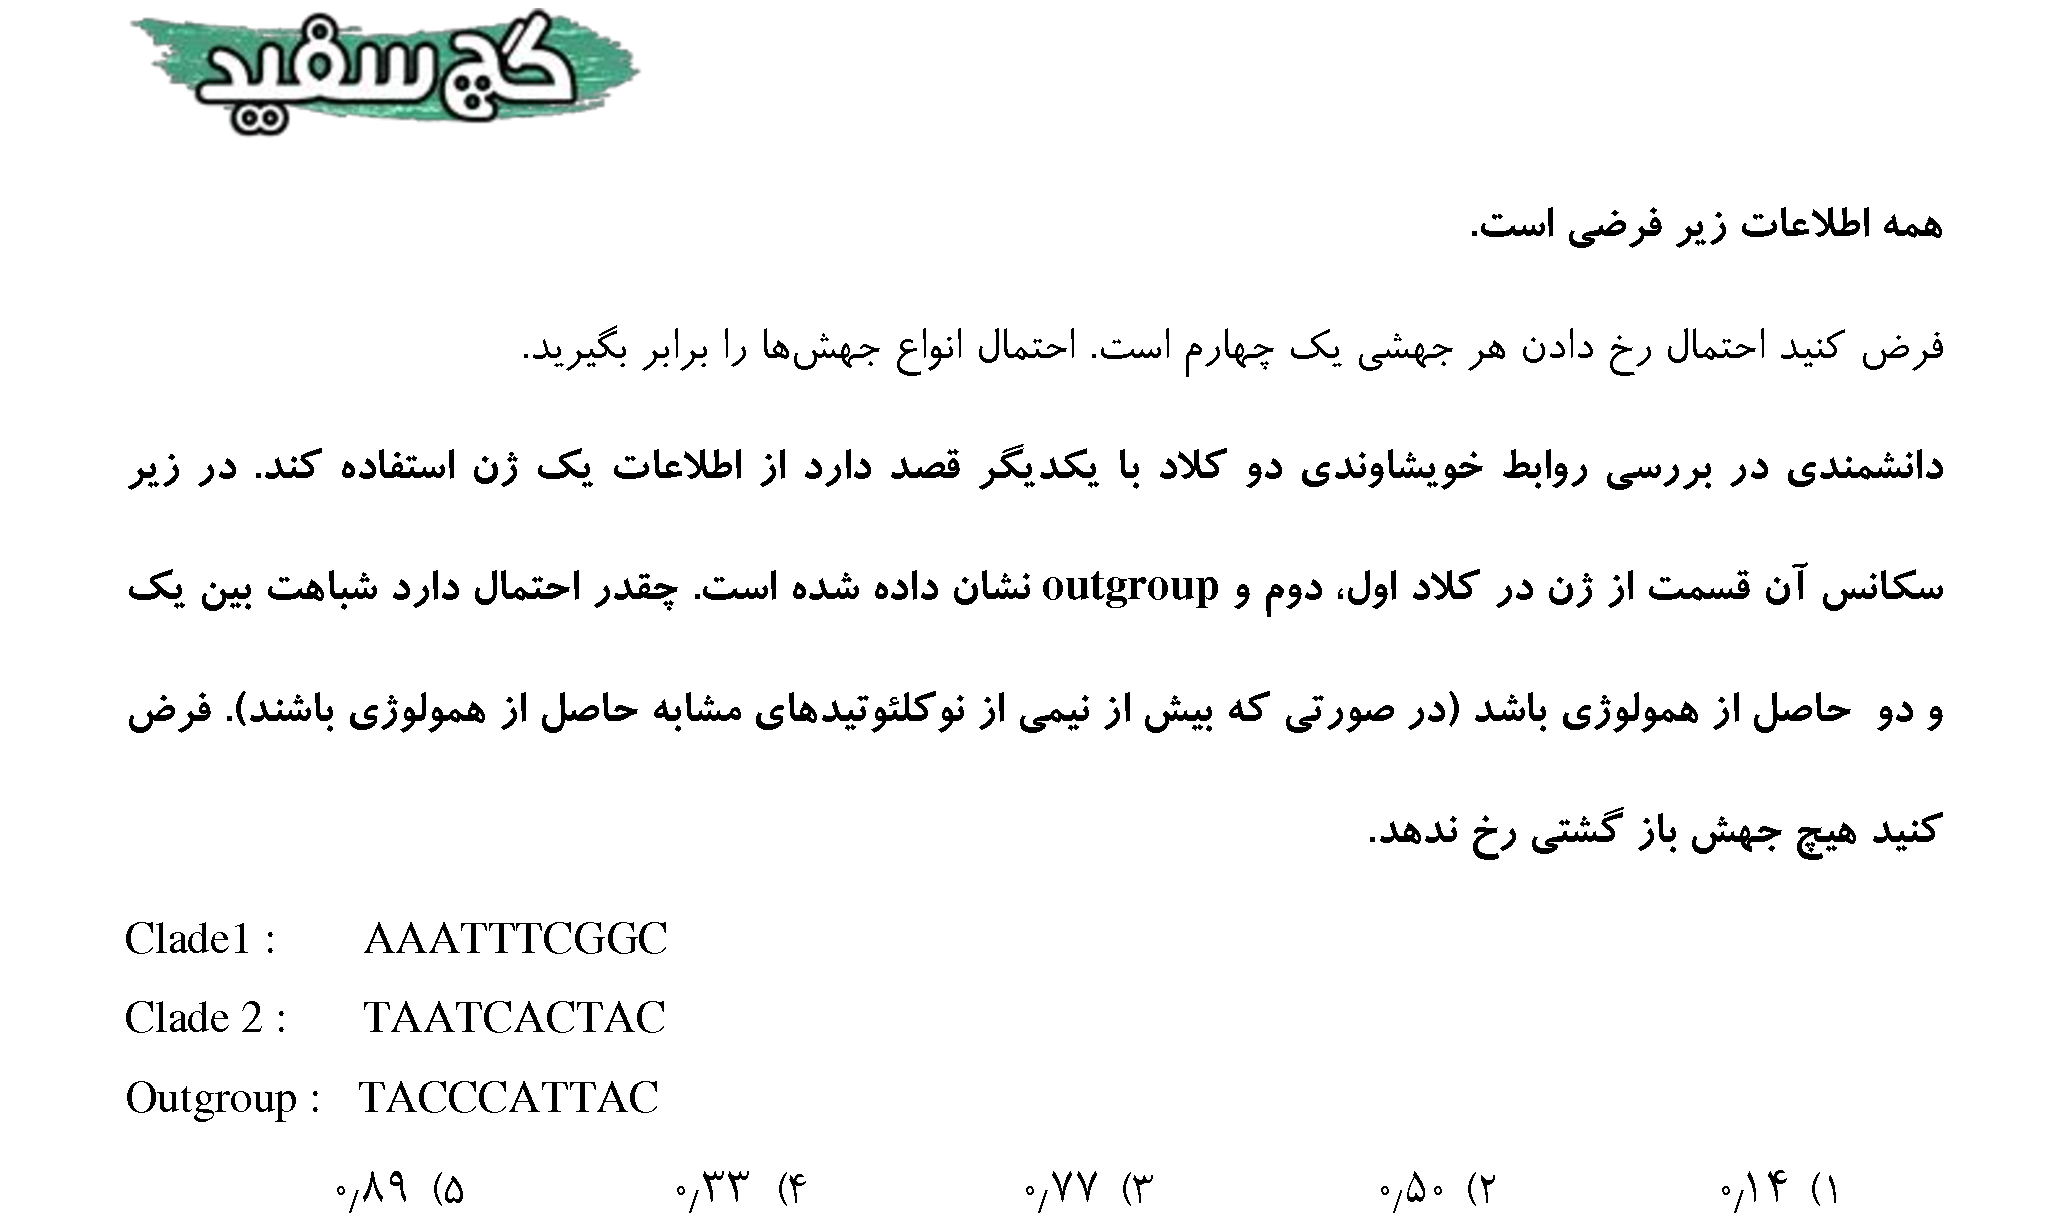 گچ سفید
همه اطلاعات زیر فرضی است.
فرض کنید احتمال رخ دادن هر جهشی یک چهارم است. احتمال انواع جهش‌ها را برابر بگیرید.
دانشمندی در بررسی روابط خویشاوندی دو کلاد با یکدیگر قصد دارد از اطلاعات یک ژن استفاده کند. در زیر
سکانس آن قسمت از ژن در کلاد اول، دوم و outgroup نشان داده شده است. چقدر احتمال دارد شباهت بین یک
و دو حاصل از همولوژی باشد (در صورتی که بیش از نیمی از نوکلئوتیدهای مشابه حاصل از همولوژی باشند). فرض
کنید هیچ جهش باز گشتی رخ ندهد.
Clade1 : AAATTTCGGC
Clade 2 : TAATCACTAC
Outgroup : TACCCATTAC
۱) ۰٫۱۴ ۲) ۰٫۵۰ ۳) ۰٫۷۷ ۴) ۰٫۳۳ ۵) ۰٫۸۹